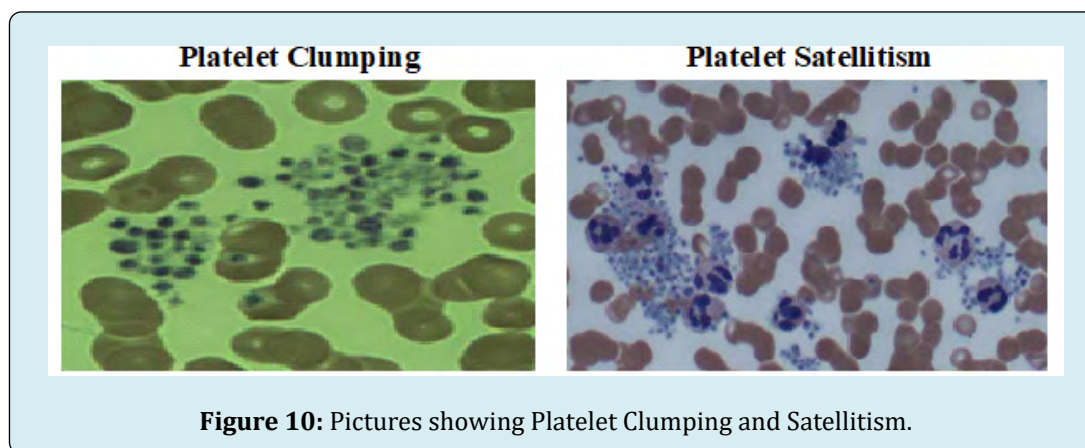 Platelet Clumping
Platelet Satellitism
Figure 10: Pictures showing Platelet Clumping and Satellitism.